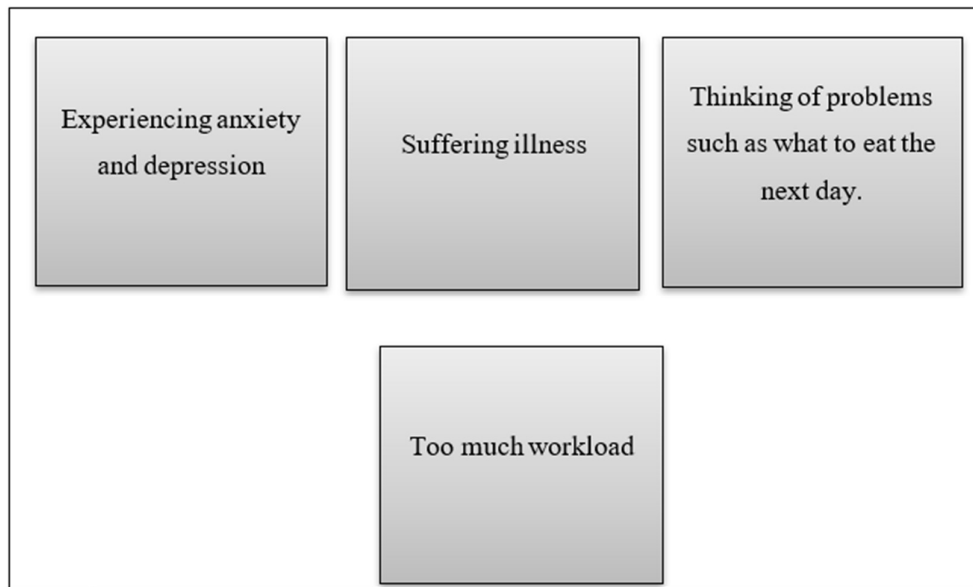 Experiencing anxiety
and depression
Suffering illness
Thinking of problems
such as what to eat the
next day.
Too much workload